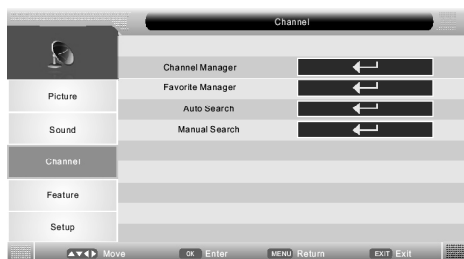 Channel
Channel Manager
Favorite Manager
Auto Search
Manual Search
Picture
Sound
Channel
Feature
Setup
Move OK Enter MENU Return EXIT Exit